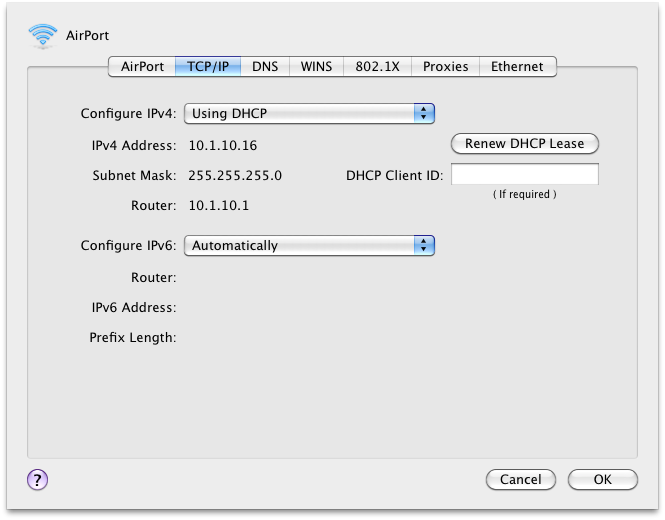 AirPort
AirPort TCP/IP DNS WINS 802.1X Proxies Ethernet
Configure IPv4: Using DHCP
IPv4 Address: 10.1.10.16 Renew DHCP Lease
Subnet Mask: 255.255.255.0 DHCP Client ID:
( If required )
Router: 10.1.10.1
Configure IPv6: Automatically
Router:
IPv6 Address:
Prefix Length:
? Cancel OK